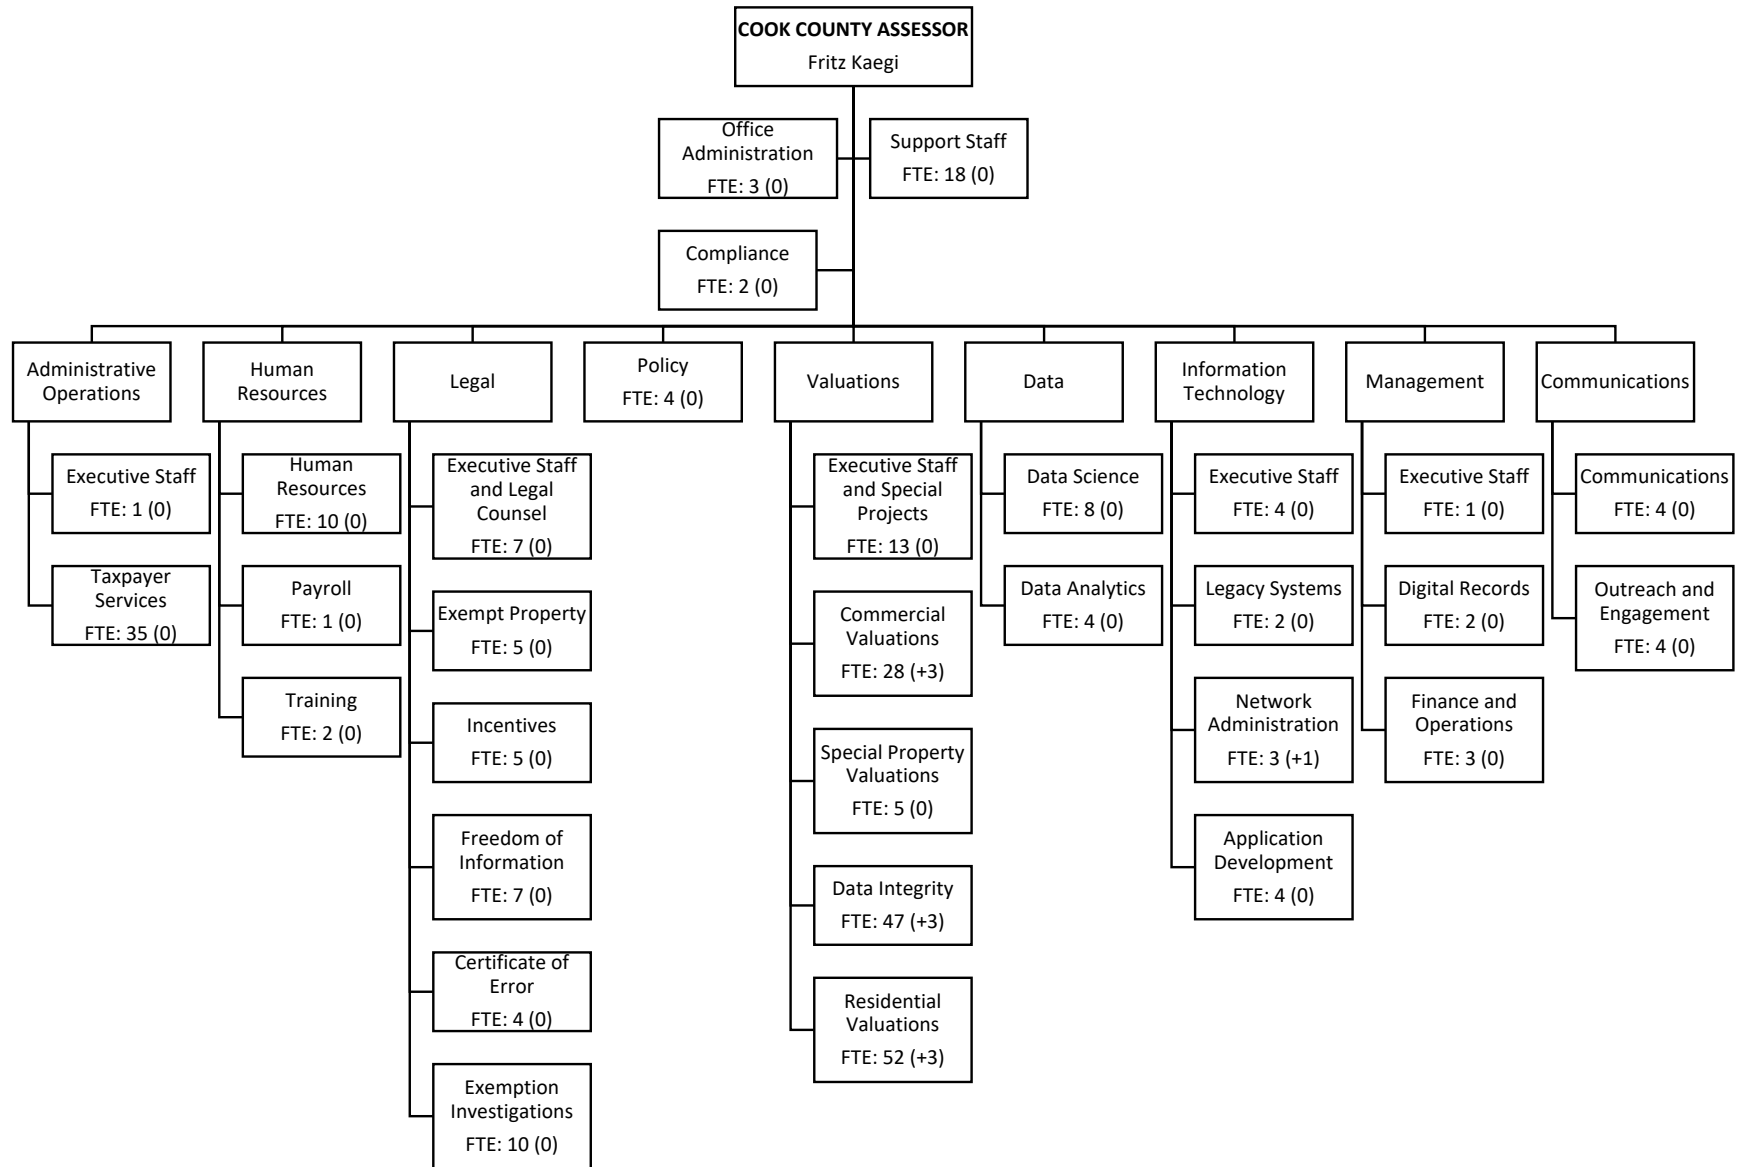 COOK COUNTY ASSESSOR
Fritz Kaegi
Office
Administration
FTE: 3 (0)
Support Staff
FTE: 18 (0)
Compliance
FTE: 2 (0)
Administrative
Operations
Human
Resources
Legal
Policy
FTE: 4 (0)
Valuations
Data
Information
Technology
Management
Communications
Executive Staff
FTE: 1 (0)
Taxpayer
Services
FTE: 35 (0)
Human
Resources
FTE: 10 (0)
Payroll
FTE: 1 (0)
Training
FTE: 2 (0)
Executive Staff
and Legal
Counsel
FTE: 7 (0)
Exempt Property
FTE: 5 (0)
Incentives
FTE: 5 (0)
Freedom of
Information
FTE: 7 (0)
Certificate of
Error
FTE: 4 (0)
Exemption
Investigations
FTE: 10 (0)
Executive Staff
and Special
Projects
FTE: 13 (0)
Commercial
Valuations
FTE: 28 (+3)
Special Property
Valuations
FTE: 5 (0)
Data Integrity
FTE: 47 (+3)
Residential
Valuations
FTE: 52 (+3)
Data Science
FTE: 8 (0)
Data Analytics
FTE: 4 (0)
Executive Staff
FTE: 4 (0)
Legacy Systems
FTE: 2 (0)
Network
Administration
FTE: 3 (+1)
Application
Development
FTE: 4 (0)
Executive Staff
FTE: 1 (0)
Digital Records
FTE: 2 (0)
Finance and
Operations
FTE: 3 (0)
Communications
FTE: 4 (0)
Outreach and
Engagement
FTE: 4 (0)